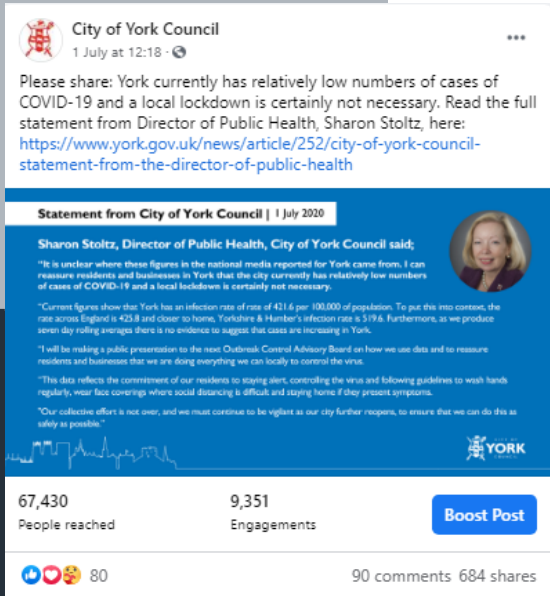 City of York Council
1 July at 12:18 ·
Please share: York currently has relatively low numbers of cases of
COVID-19 and a local lockdown is certainly not necessary. Read the full
statement from Director of Public Health, Sharon Stoltz, here:
https://www.york.gov.uk/news/article/252/city-of-york-council-
statement-from-the-director-of-public-health
Statement from City of York Council | 1 July 2020
Sharon Stoltz, Director of Public Health, City of York Council said;
"It is unclear where these figures in the national media reported for York came from. I can
reassure residents and businesses in York that the city currently has relatively low numbers
of cases of COVID-19 and a local lockdown is certainly not necessary.
"Current figures show that York has an infection rate of rate of 421.6 per 100,000 of population. To put this into context, the
rate across England is 425.8 and closer to home, Yorkshire & Humber's infection rate is 519.6. Furthermore, as we produce
seven day rolling averages there is no evidence to suggest that cases are increasing in York.
"I will be making a public presentation to the next Outbreak Control Advisory Board on how we use data and to reassure
residents and businesses that we are doing everything we can locally to control the virus.
"This data reflects the commitment of our residents to staying alert, controlling the virus and following guidelines to wash hands
regularly, wear face coverings where social distancing is difficult and staying home if they present symptoms.
"Our collective effort is not over, and we must continue to be vigilant as our city further reopens, to ensure that we can do this as
safely as possible."
CITY OF
YORK
COUNCIL
67,430
People reached
9,351
Engagements
Boost Post
80
90 comments 684 shares